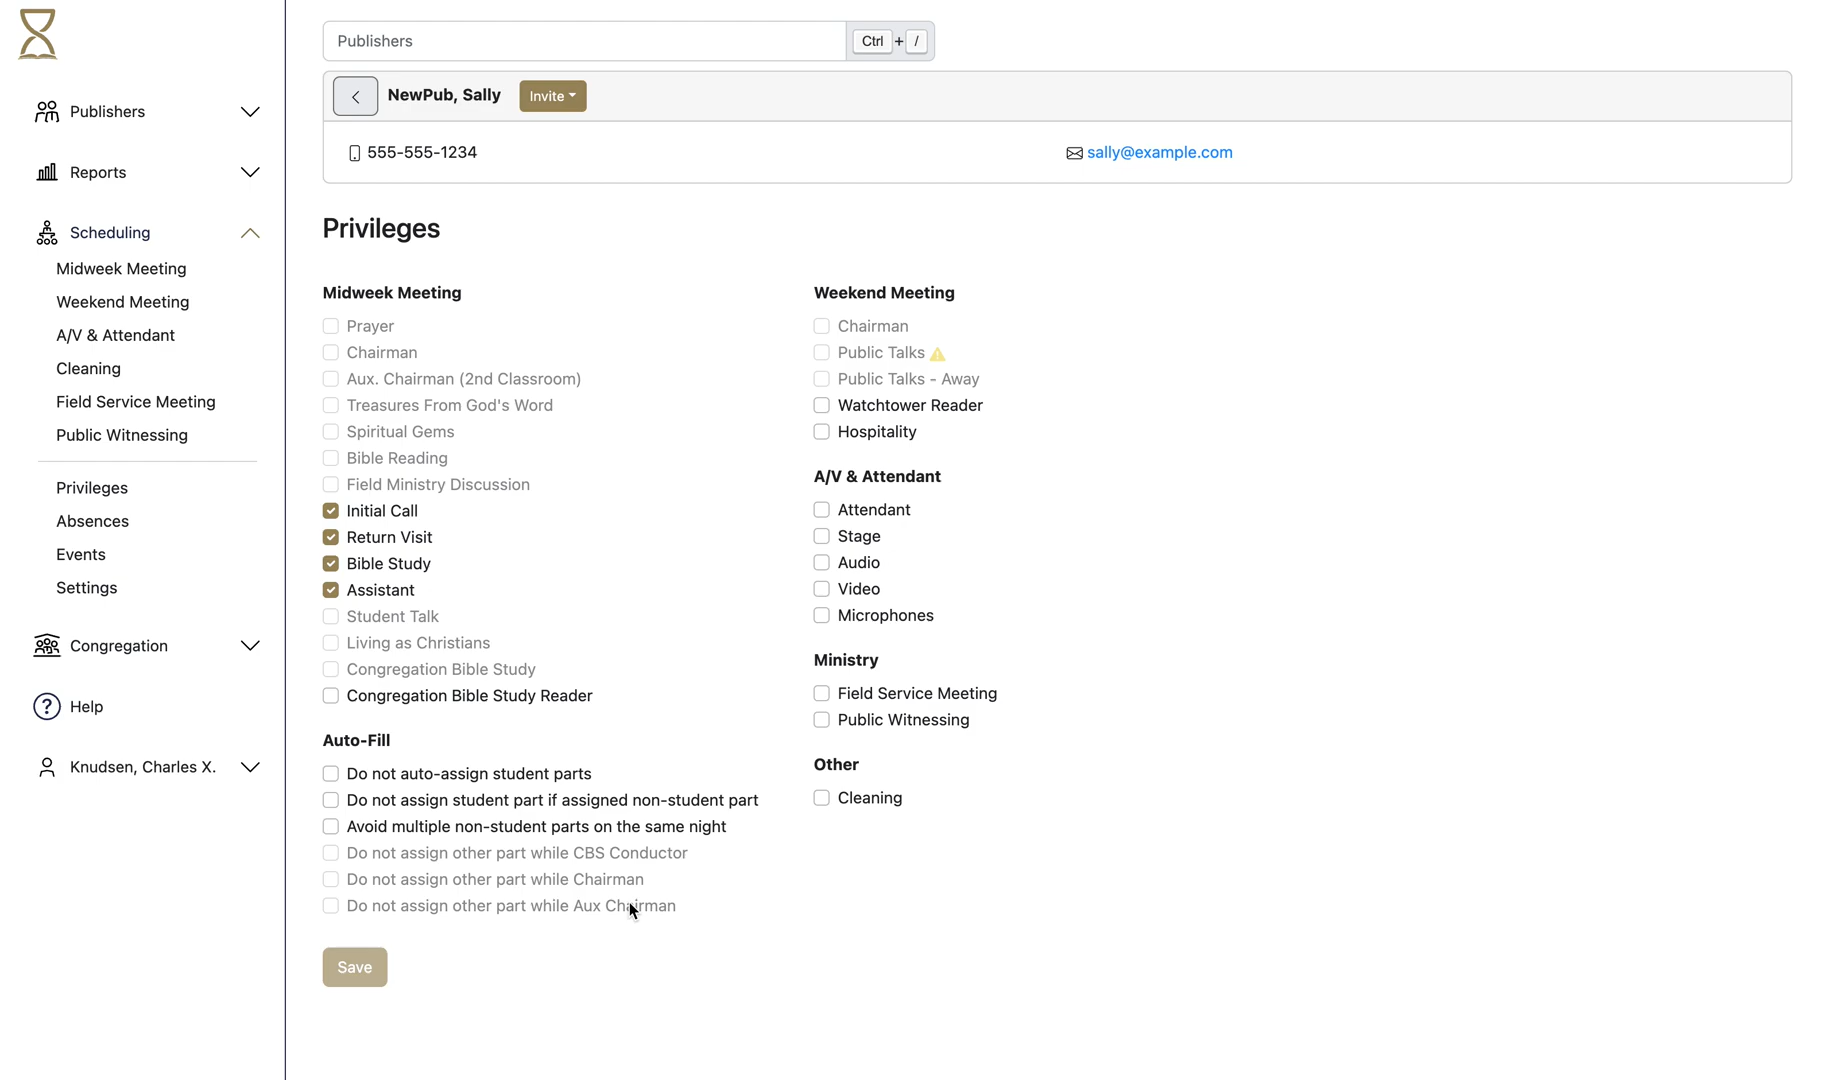 Publishers
Reports
Scheduling
Midweek Meeting
Weekend Meeting
A/V & Attendant
Cleaning
Field Service Meeting
Public Witnessing
Privileges
Absences
Events
Settings
Congregation
? Help
Knudsen, Charles X.
Publishers Ctrl + /
NewPub, Sally Invite
555-555-1234 sally@example.com
Privileges
Midweek Meeting
Prayer
Chairman
Aux. Chairman (2nd Classroom)
Treasures From God's Word
Spiritual Gems
Bible Reading
Field Ministry Discussion
Initial Call
Return Visit
Bible Study
Assistant
Student Talk
Living as Christians
Congregation Bible Study
Congregation Bible Study Reader
Auto-Fill
Do not auto-assign student parts
Do not assign student part if assigned non-student part
Avoid multiple non-student parts on the same night
Do not assign other part while CBS Conductor
Do not assign other part while Chairman
Do not assign other part while Aux Chairman
Save
Weekend Meeting
Chairman
Public Talks
Public Talks - Away
Watchtower Reader
Hospitality
A/V & Attendant
Attendant
Stage
Audio
Video
Microphones
Ministry
Field Service Meeting
Public Witnessing
Other
Cleaning